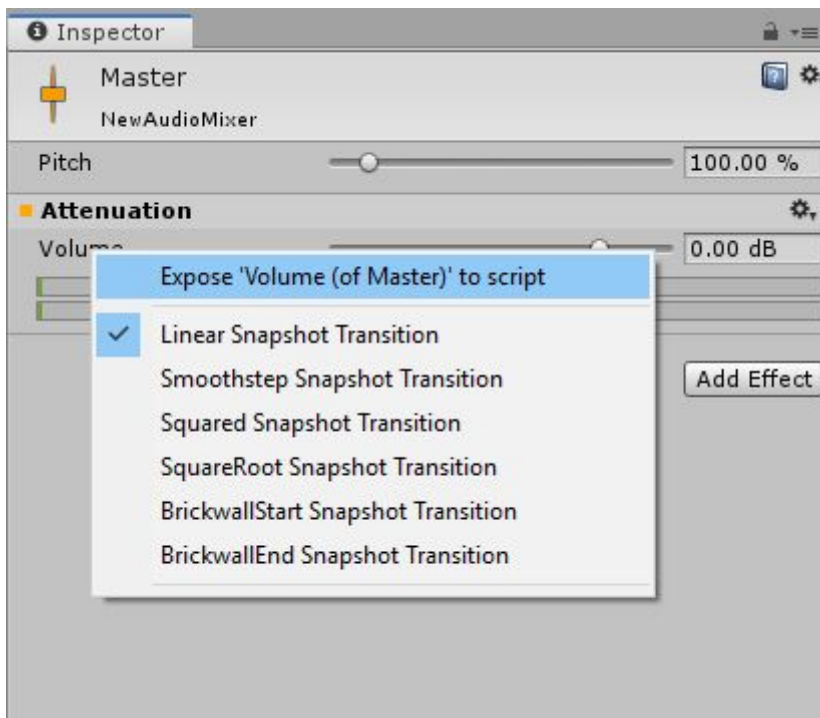 Inspector
Master
NewAudioMixer
Pitch 100.00 %
Attenuation
Volume 0.00 dB
Expose 'Volume (of Master)' to script
Linear Snapshot Transition
Smoothstep Snapshot Transition
Add Effect
Squared Snapshot Transition
SquareRoot Snapshot Transition
BrickwallStart Snapshot Transition
BrickwallEnd Snapshot Transition